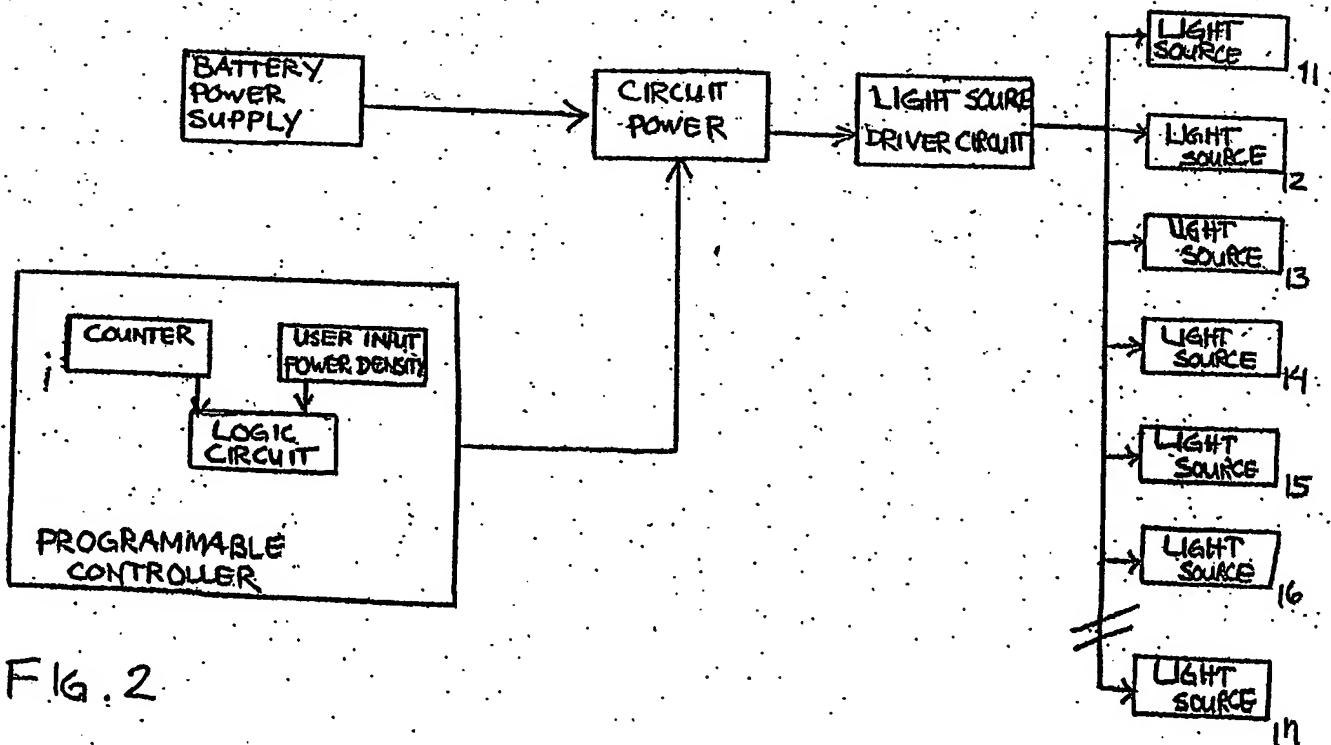 BATTERY
POWER
SUPPLY
CIRCUIT
POWER
LIGHT SOURE
DRIVER CIRCUIT
LIGHT
SOURCE
11
LIGHT
SOURCE
12
LIGHT
SOURCE
13
LIGHT
SOURCE
14
LIGHT
SOURCE
15
LIGHT
SOURCE
16
LIGHT
SOURCE
1n
COUNTER
USER INPUT
POWER DENSITY
LOGIC
CIRCUIT
PROGRAMMABLE
CONTROLLER
FIG. 2